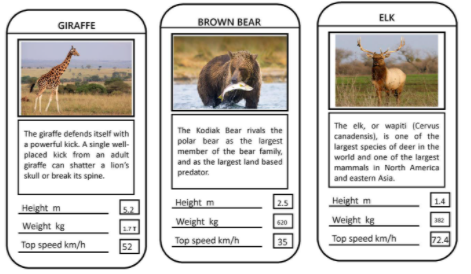 GIRAFFE
The giraffe defends itself with
a powerful kick. A single well-
placed kick from an adult
giraffe can shatter a lion's
skull or break its spine.
Height m 5.2
Weight kg 1.7 T
Top speed km/h 52
BROWN BEAR
The Kodiak Bear rivals the
polar bear as the largest
member of the bear family,
and as the largest land based
predator.
Height m 2.5
Weight kg 620
Top speed km/h 35
ELK
The elk, or wapiti (Cervus
canadensis), is one of the
largest species of deer in the
world and one of the largest
mammals in North America
and eastern Asia.
Height m 1.4
Weight kg 382
Top speed km/h 72.4